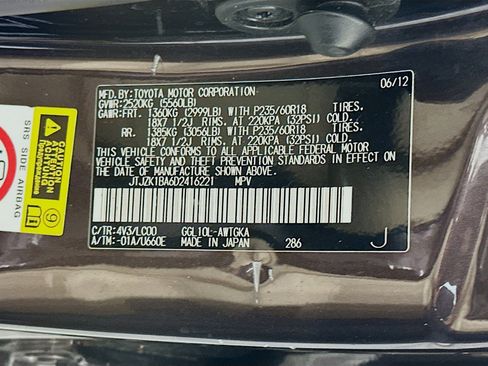 MFD. BY:TOYOTA MOTOR CORPORATION 06/12
GVWR:2520KG (5560LB)
GAWR:FRT. 1360KG (2999LB) WITH P235/60R18 TIRES.
18X7 1/2J RIMS. AT 220KPA (32PSI) COLD.
RR. 1385KG (3056LB) WITH P235/60R18 TIRES.
18X7 1/2J RIMS. AT 220KPA (32PSI) COLD.
THIS VEHICLE CONFORMS TO ALL APPLICABLE FEDERAL MOTOR
VEHICLE SAFETY AND THEFT PREVENTION STANDARDS IN
EFFECT ON THE DATE OF MANUFACTURE SHOWN ABOVE.
JTJZK1BA6D2416221 MPV
C/TR:4V3/LC00 GGL10L-AWTGKA
A/TM:-01A/U660E MADE IN JAPAN 286 J
SRS SIDE AIRBAG
9